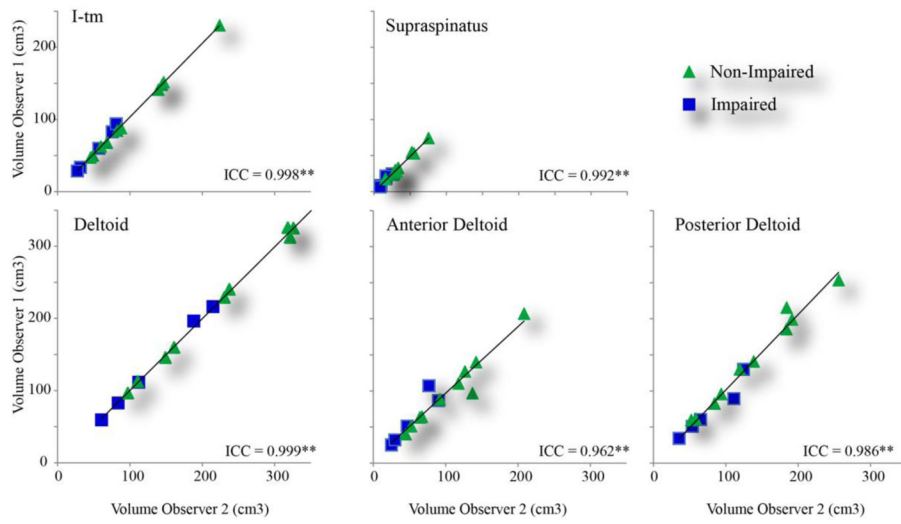 I-tm
Supraspinatus
Non-Impaired
Impaired
Volume Observer 1 (cm3)
200
100
0
ICC = 0.998**
ICC = 0.992**
Deltoid
Anterior Deltoid
Posterior Deltoid
Volume Observer 1 (cm3)
300
200
100
0
ICC = 0.999**
ICC = 0.962**
ICC = 0.986**
0 100 200 300
0 100 200 300
0 100 200 300
Volume Observer 2 (cm3)
Volume Observer 2 (cm3)
Volume Observer 2 (cm3)